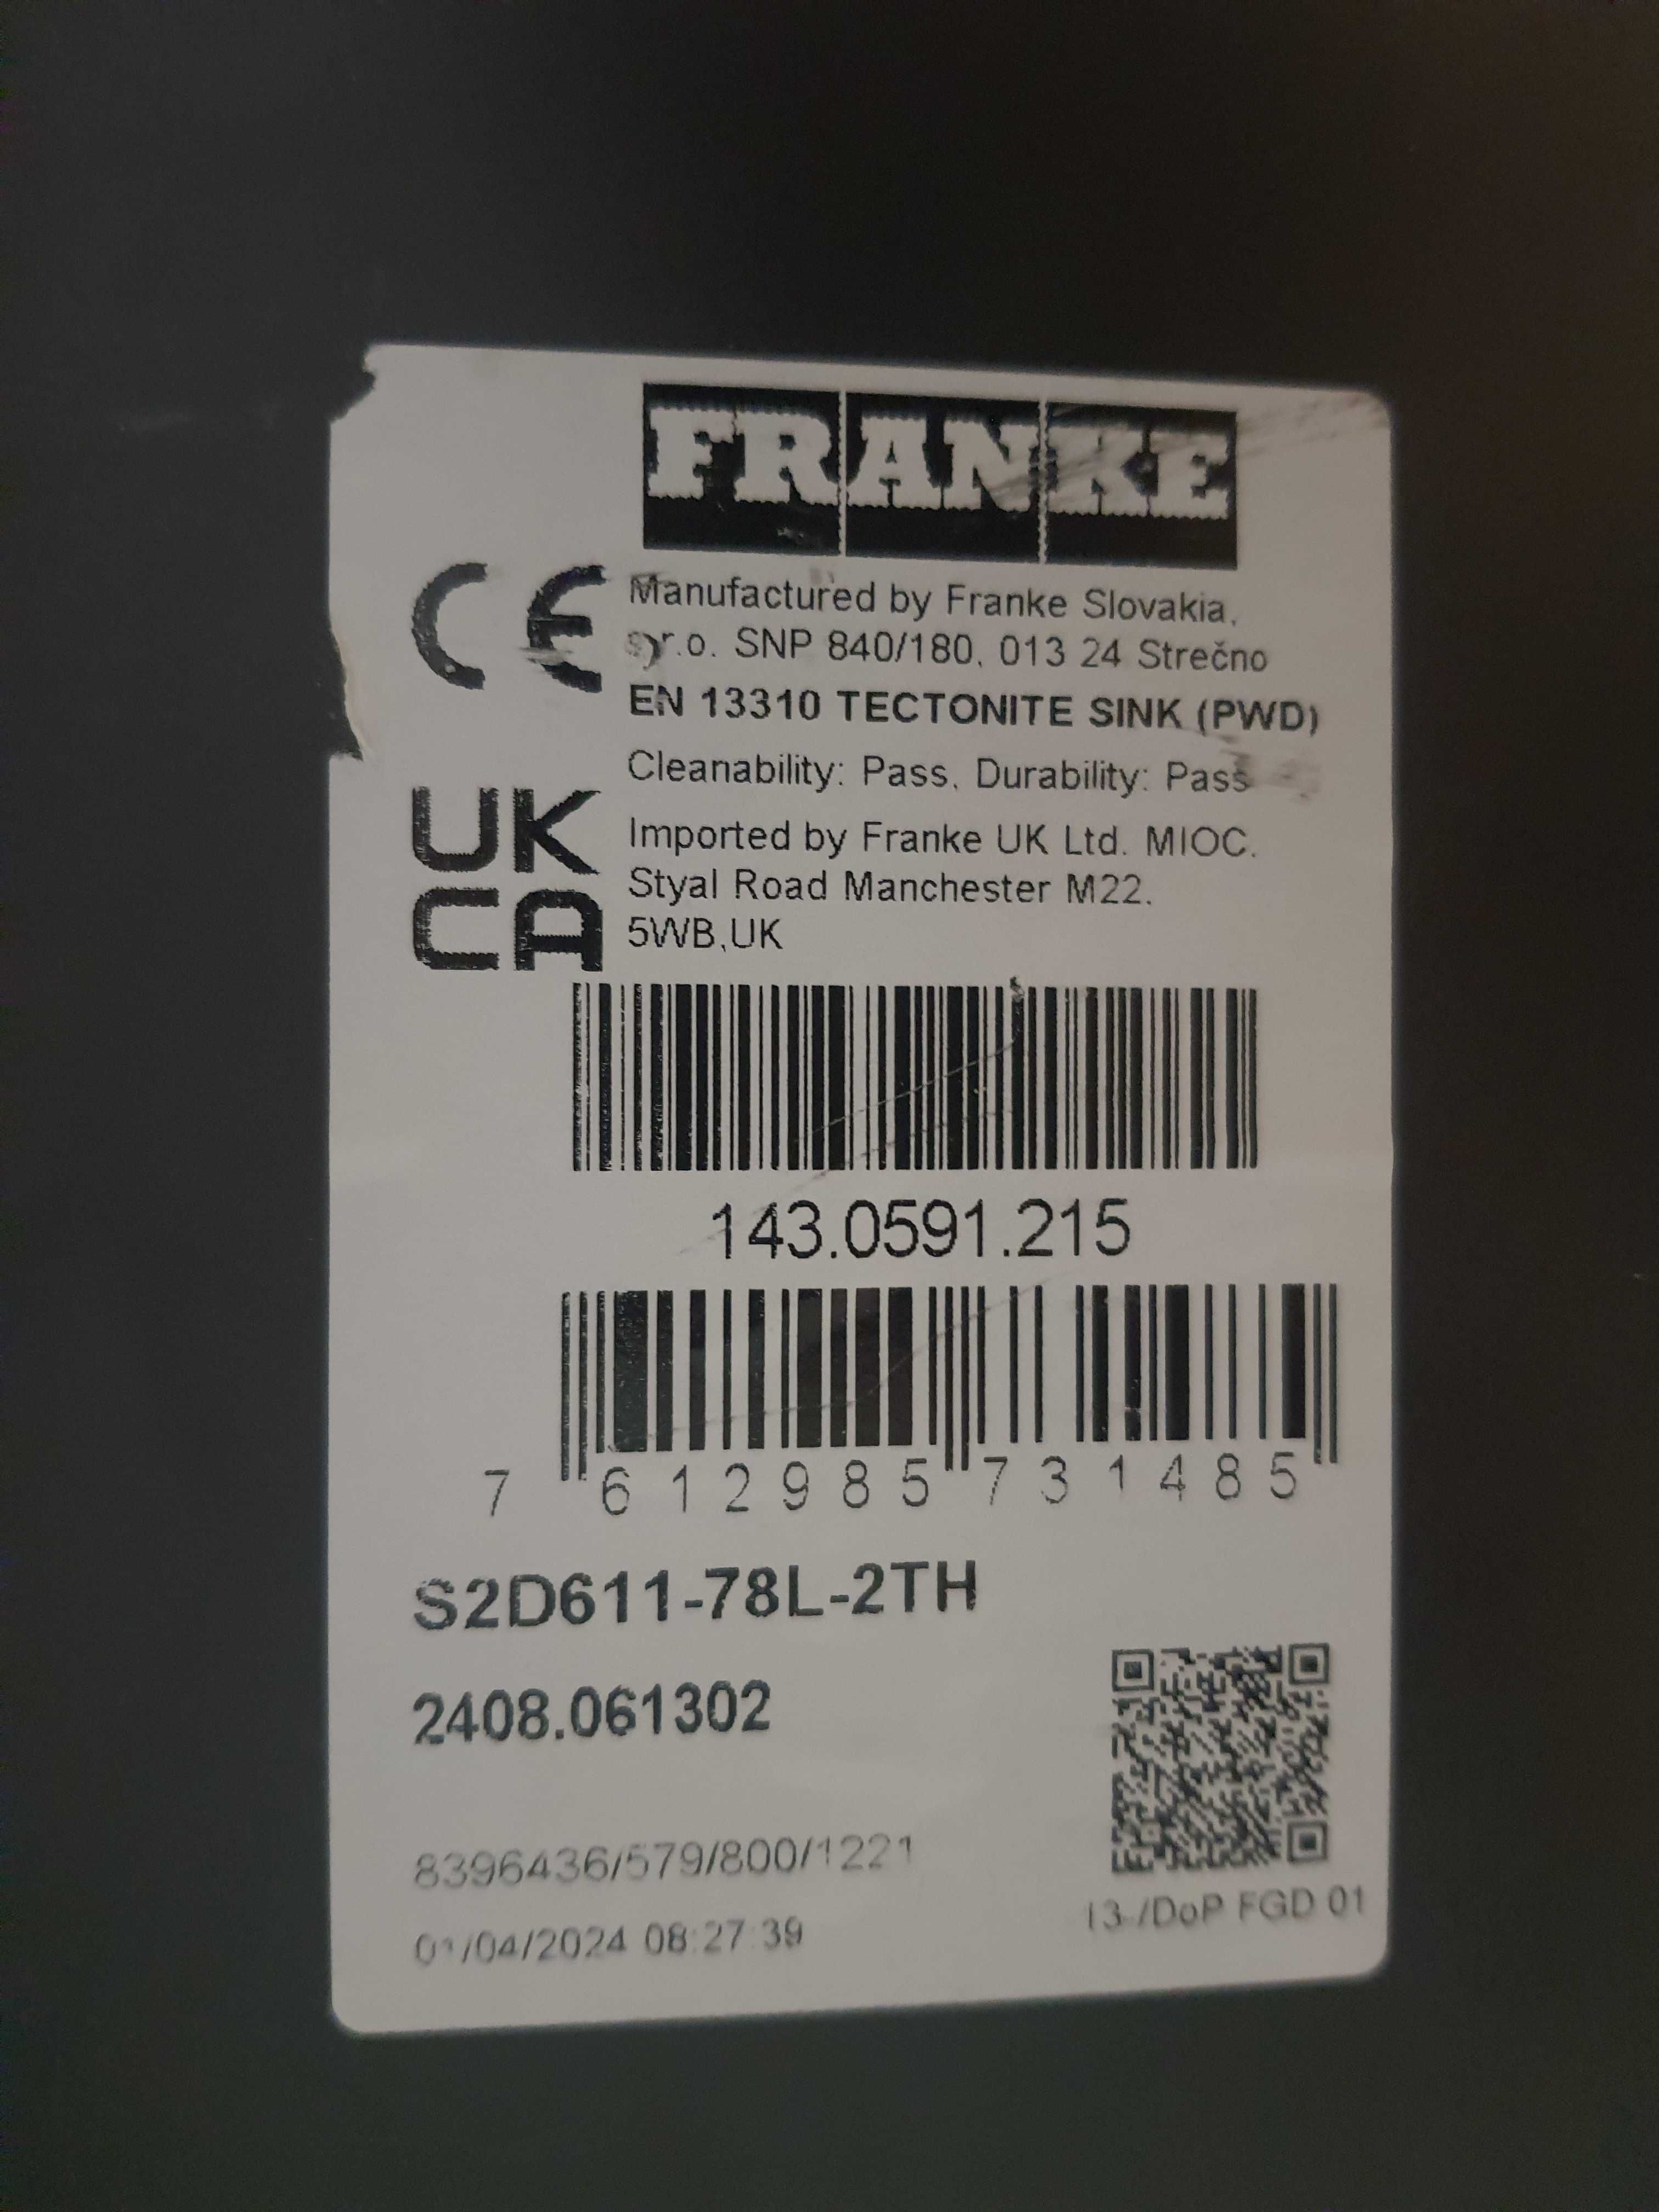 FRANKE
CE
Manufactured by Franke Slovakia,
s.r.o. SNP 840/180, 013 24 Strečno
EN 13310 TECTONITE SINK (PWD)
Cleanability: Pass, Durability: Pass
UK
CA
Imported by Franke UK Ltd. MIOC.
Styal Road Manchester M22.
5WB,UK
143.0591.215
7 612985 731485
S2D611-78L-2TH
2408.061302
8396436/579/800/1221
13-/DoP FGD 01
08:27:39